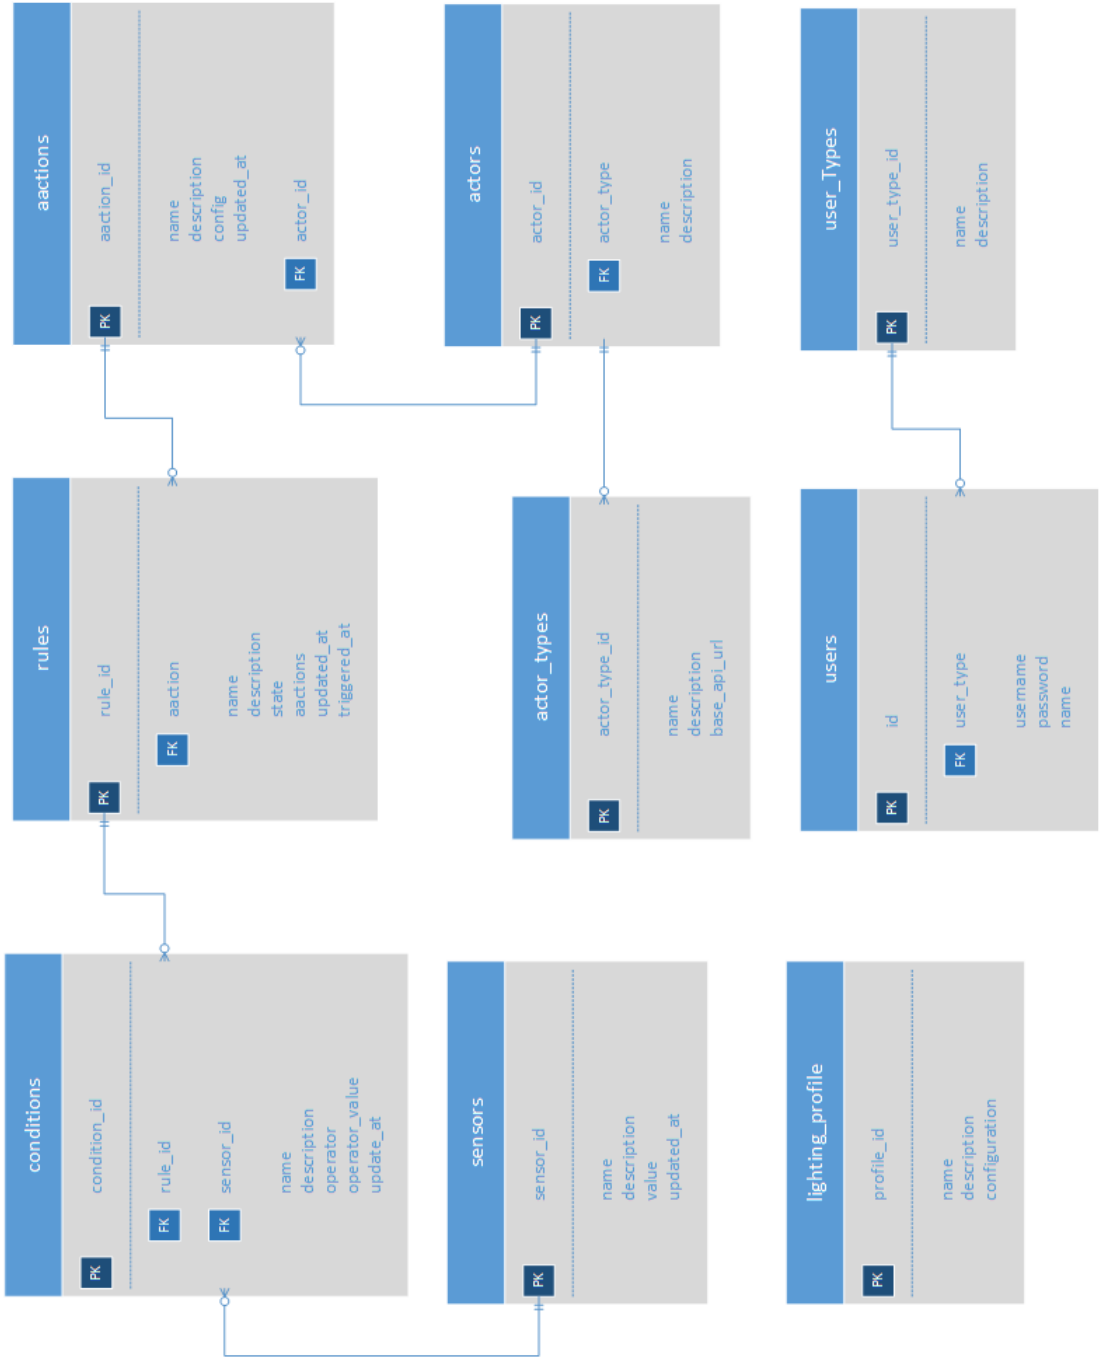 conditions
PK
condition_id
FK
rule_id
FK
sensor_id
name
description
operator
operator_value
update_at
rules
PK
rule_id
FK
aaction
name
description
state
aactions
updated_at
triggered_at
aactions
PK
aaction_id
name
description
config
updated_at
FK
actor_id
sensors
PK
sensor_id
name
description
value
updated_at
actor_types
PK
actor_type_id
name
description
base_api_url
actors
PK
actor_id
FK
actor_type
name
description
lighting_profile
PK
profile_id
name
description
configuration
users
PK
id
FK
user_type
username
password
name
user_Types
PK
user_type_id
name
description